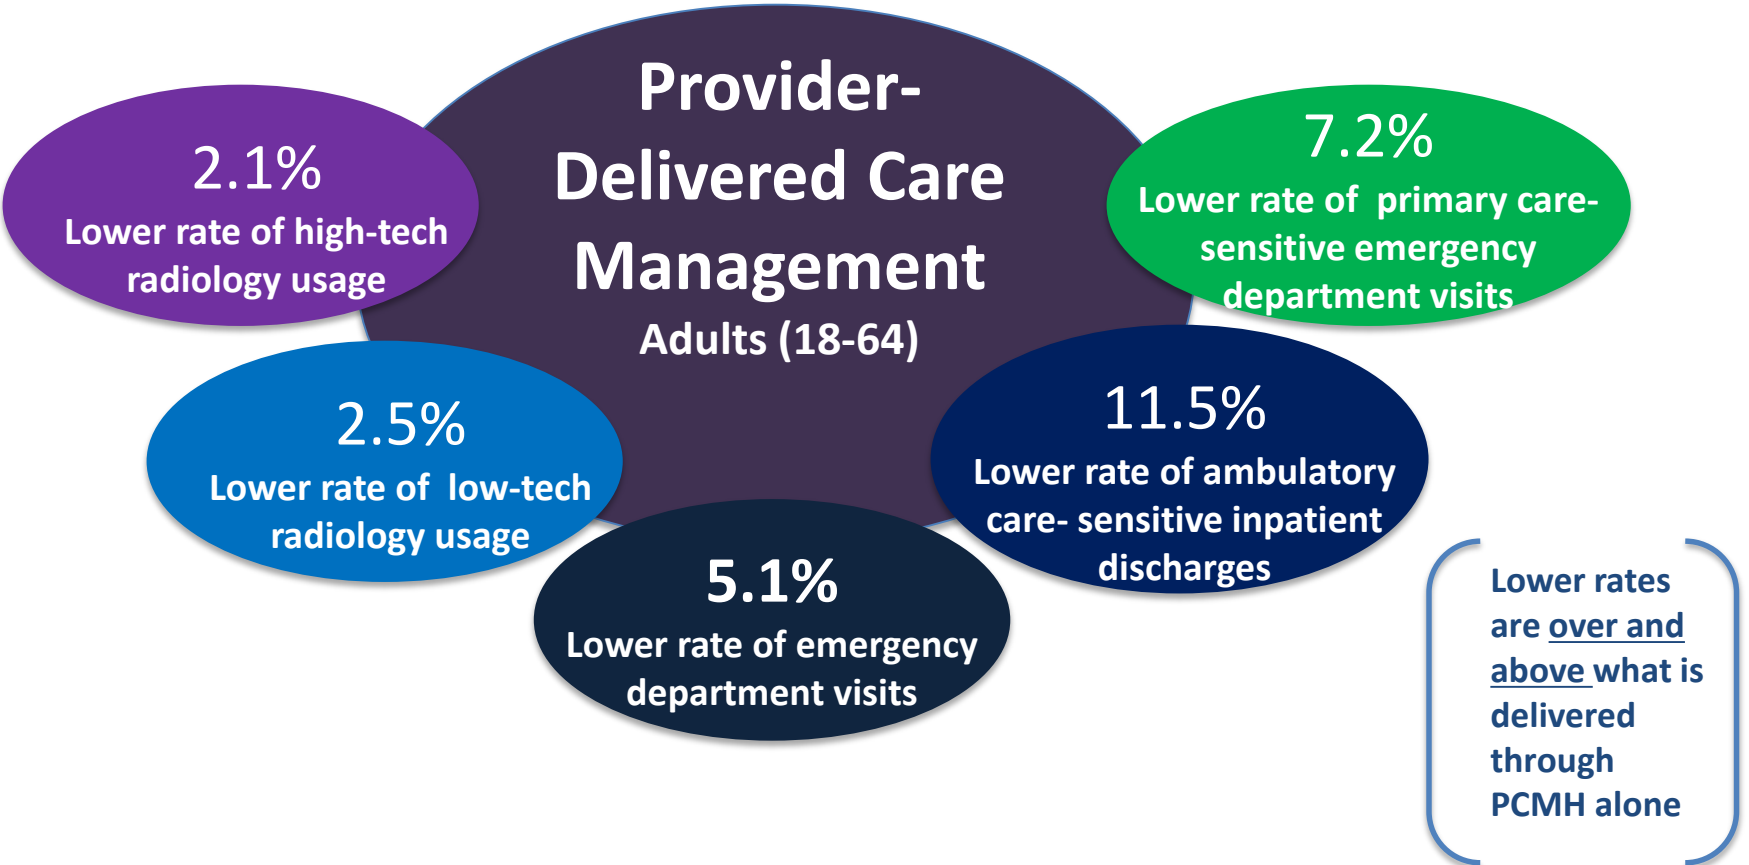 Provider-
Delivered Care
Management
Adults (18-64)
2.1%
Lower rate of high-tech
radiology usage
2.5%
Lower rate of  low-tech
radiology usage
5.1%
Lower rate of emergency
department visits
11.5%
Lower rate of ambulatory
care- sensitive inpatient
discharges
7.2%
Lower rate of  primary care-
sensitive emergency
department visits
Lower rates
are over and
above what is
delivered
through
PCMH alone